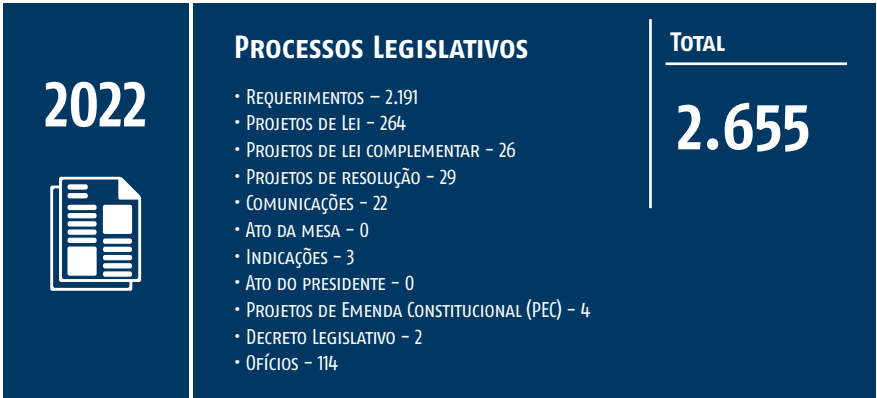 2022
Processos Legislativos
• Requerimentos – 2.191
• Projetos de Lei – 264
• Projetos de lei complementar – 26
• Projetos de resolução – 29
• Comunicações – 22
• Ato da mesa – 0
• Indicações – 3
• Ato do presidente – 0
• Projetos de Emenda Constitucional (PEC) – 4
• Decreto Legislativo – 2
• Ofícios – 114
Total
2.655